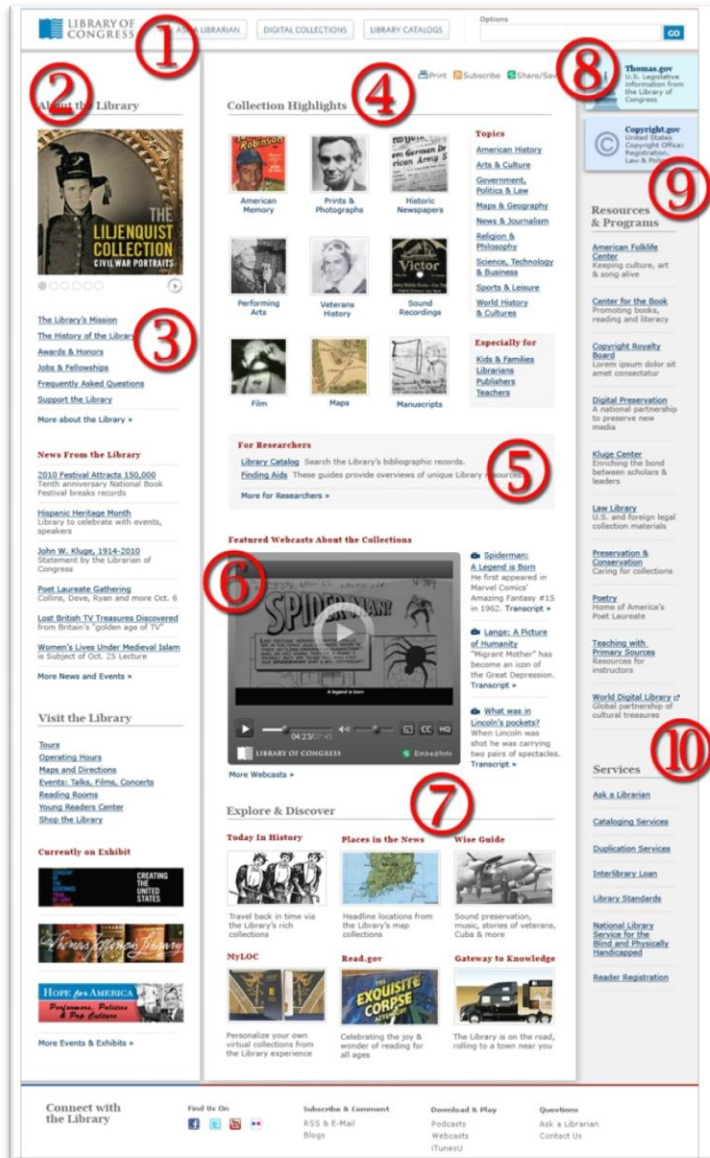 LIBRARY OF
CONGRESS
ASK A LIBRARIAN
DIGITAL COLLECTIONS
LIBRARY CATALOGS
Options
GO
1
2
About the Library
THE
LILJENQUIST
COLLECTION
CIVIL WAR PORTRAITS
3
The Library's Mission
The History of the Library
Awards & Honors
Jobs & Fellowships
Frequently Asked Questions
Support the Library
More about the Library »
News From the Library
2010 Festival Attracts 150,000
Tenth anniversary National Book
Festival breaks records
Hispanic Heritage Month
Library to celebrate with events,
speakers
John W. Kluge, 1914-2010
Statement by the Librarian of
Congress
Poet Laureate Gathering
Collins, Dove, Ryan and more Oct. 6
Lost British TV Treasures Discovered
from Britain's "golden age of TV"
Women's Lives Under Medieval Islam
is Subject of Oct. 25 Lecture
More News and Events »
Visit the Library
Tours
Operating Hours
Maps and Directions
Events: Talks, Films, Concerts
Reading Rooms
Young Readers Center
Shop the Library
Currently on Exhibit
CREATING
THE
UNITED
STATES
Thomas Jefferson's Library
HOPE for AMERICA
Performers, Politics
& Pop Culture
More Events & Exhibits »
Print Subscribe Share/Save
Collection Highlights
4
Robinson
American
Memory
Prints &
Photographs
Historic
Newspapers
Performing
Arts
Veterans
History
Victor
Sound
Recordings
Film
Maps
Manuscripts
Topics
American History
Arts & Culture
Government,
Politics & Law
Maps & Geography
News & Journalism
Religion &
Philosophy
Science, Technology
& Business
Sports & Leisure
World History
& Cultures
Especially for
Kids & Families
Librarians
Publishers
Teachers
For Researchers
Library Catalog Search the Library's bibliographic records.
Finding Aids These guides provide overviews of unique Library resources.
More for Researchers »
5
Featured Webcasts About the Collections
6
SPIDERMAN!
A legend is born
04:23/07:45
CC
HQ
LIBRARY OF CONGRESS
Embed/Info
More Webcasts »
Spiderman:
A Legend is Born
He first appeared in
Marvel Comics'
Amazing Fantasy #15
in 1962. Transcript »
Lange: A Picture
of Humanity
"Migrant Mother" has
become an icon of
the Great Depression.
Transcript »
What was in
Lincoln's pockets?
When Lincoln was
shot he was carrying
two pairs of spectacles.
Transcript »
Explore & Discover
7
Today In History
Travel back in time via
the Library's rich
collections
Places in the News
Headline locations from
the Library's map
collections
Wise Guide
Sound preservation,
music, stories of veterans,
Cuba & more
MyLOC
Personalize your own
virtual collections from
the Library experience
Read.gov
THE
EXQUISITE
CORPSE
ADVENTURE
Celebrating the joy &
wonder of reading for
all ages
Gateway to Knowledge
The Library is on the road,
rolling to a town near you
8
Thomas.gov
U.S. Legislative
information from
the Library of
Congress
Copyright.gov
United States
Copyright Office:
Registration,
Law & Policy
9
Resources
& Programs
American Folklife
Center
Keeping culture, art
& song alive
Center for the Book
Promoting books,
reading and literacy
Copyright Royalty
Board
Lorem ipsum dolor sit
amet consectatur
Digital Preservation
A national partnership
to preserve new
media
Kluge Center
Enriching the bond
between scholars &
leaders
Law Library
U.S. and foreign legal
collection materials
Preservation &
Conservation
Caring for collections
Poetry
Home of America's
Poet Laureate
Teaching with
Primary Sources
Resources for
instructors
World Digital Library
Global partnership of
cultural treasures
10
Services
Ask a Librarian
Cataloging Services
Duplication Services
Interlibrary Loan
Library Standards
National Library
Service for the
Blind and Physically
Handicapped
Reader Registration
Connect with
the Library
Find Us On
Subscribe & Comment
RSS & E-Mail
Blogs
Download & Play
Podcasts
Webcasts
iTunesU
Questions
Ask a Librarian
Contact Us